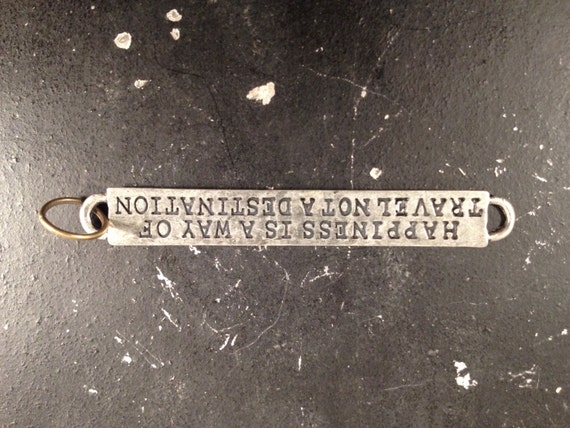 HAPPINESS IS A WAY OF
TRAVEL NOT A DESTINATION